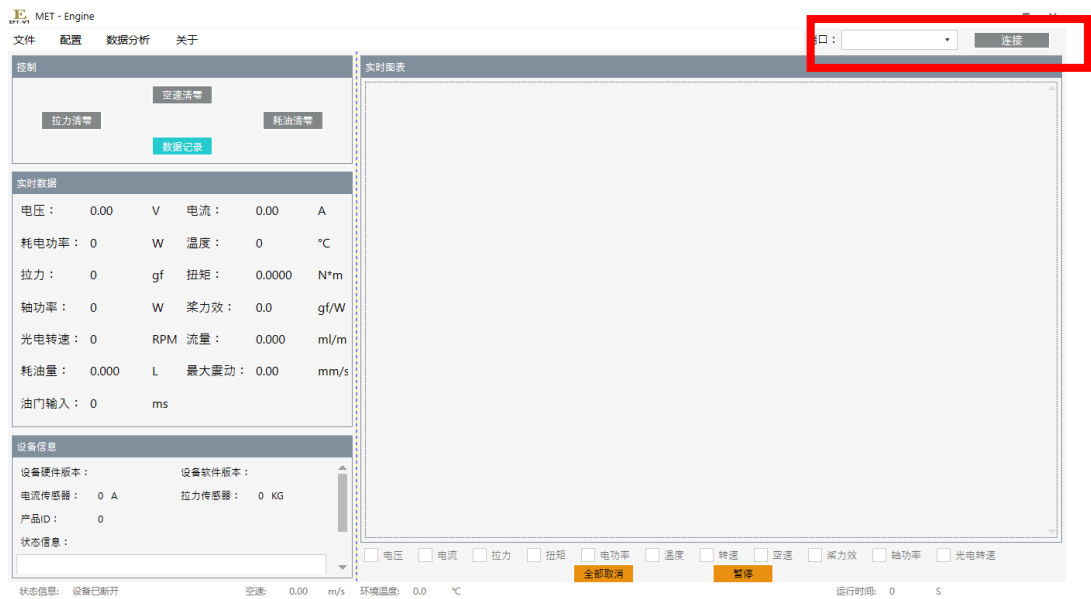 MET - Engine
文件 配置 数据分析 关于 口： 连接
控制
空速清零
拉力清零 耗油清零
数据记录
实时数据
电压： 0.00 V 电流： 0.00 A
耗电功率： 0 W 温度： 0 ℃
拉力： 0 gf 扭矩： 0.0000 N*m
轴功率： 0 W 桨力效： 0.0 gf/W
光电转速： 0 RPM 流量： 0.000 ml/m
耗油量： 0.000 L 最大震动： 0.00 mm/s
油门输入： 0 ms
设备信息
设备硬件版本： 设备软件版本：
电流传感器： 0 A 拉力传感器： 0 KG
产品ID： 0
状态信息：
实时图表
电压 电流 拉力 扭矩 电功率 温度 转速 空速 桨力效 轴功率 光电转速
全部取消 暂停
状态信息: 设备已断开 空速: 0.00 m/s 环境温度: 0.0 ℃ 运行时间: 0 S